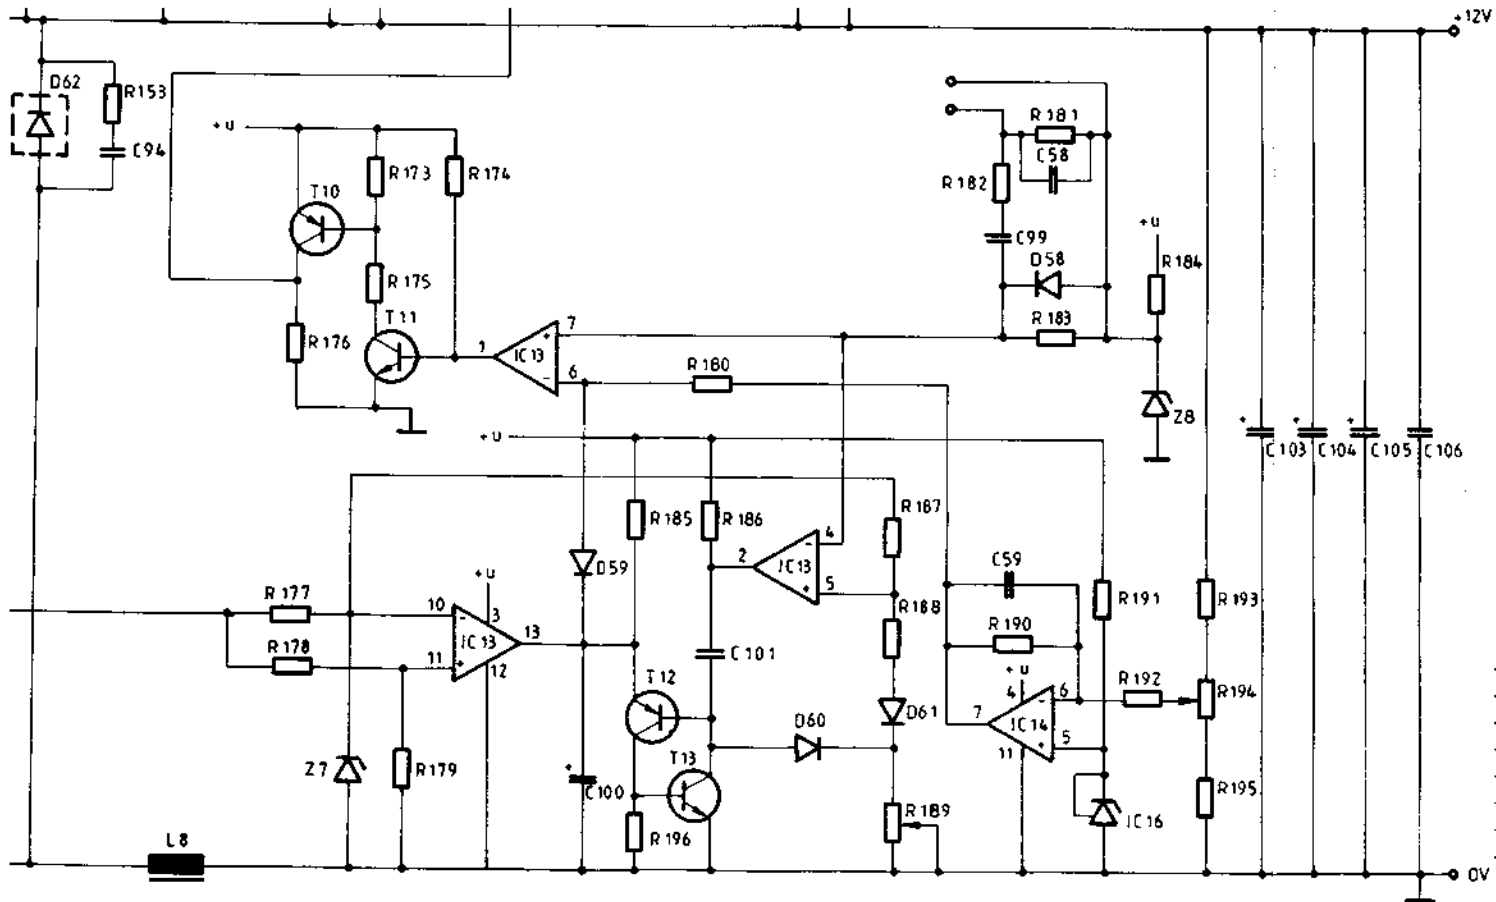 +12V
D62
R153
+U
C94
R173
R174
T10
R181
C58
R182
C99
+U
D58
R184
R175
T11
R183
R176
1
IC13
+
7
-
6
R180
Z8
+
C103
+
C104
+
C105
C106
+U
R185
R186
R187
2
IC13
-
4
+
5
D59
C59
R177
R178
+U
10
-
3
IC13
13
11
+
12
R188
R190
R191
R193
C101
T12
+U
4
-
6
R192
R194
7
IC14
11
+
5
D60
D61
Z7
R179
+
C100
T13
R189
R195
IC16
R196
L8
0V